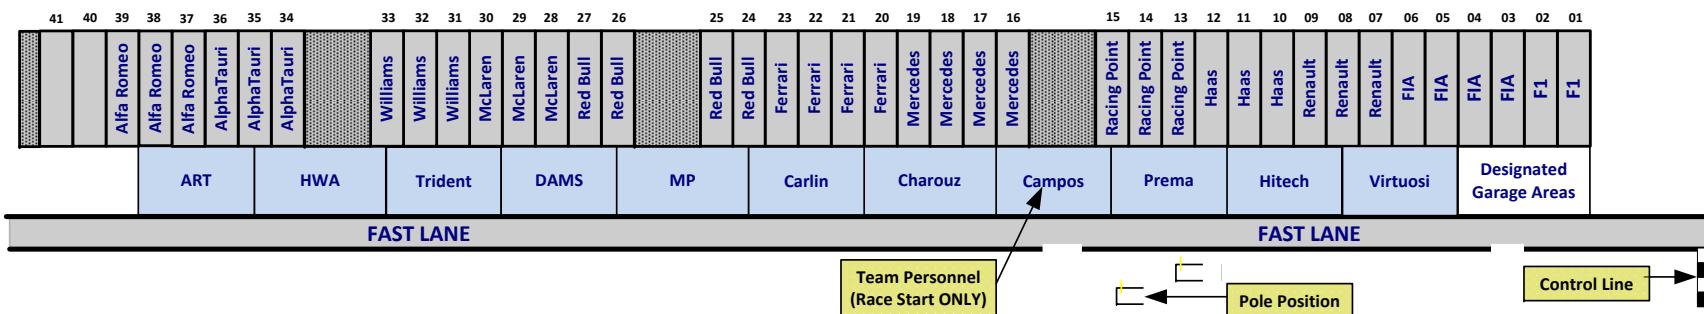 41 40 39 38 37 36 35 34 33 32 31 30 29 28 27 26 25 24 23 22 21 20 19 18 17 16 15 14 13 12 11 10 09 08 07 06 05 04 03 02 01
Alfa Romeo
Alfa Romeo
Alfa Romeo
AlphaTauri
AlphaTauri
AlphaTauri
Williams
Williams
Williams
McLaren
McLaren
McLaren
Red Bull
Red Bull
Red Bull
Red Bull
Ferrari
Ferrari
Ferrari
Ferrari
Mercedes
Mercedes
Mercedes
Mercedes
Racing Point
Racing Point
Racing Point
Haas
Haas
Haas
Renault
Renault
Renault
FIA
FIA
FIA
FIA
F1
F1
ART
HWA
Trident
DAMS
MP
Carlin
Charouz
Campos
Prema
Hitech
Virtuosi
Designated
Garage Areas
FAST LANE
FAST LANE
Team Personnel
(Race Start ONLY)
Pole Position
Control Line